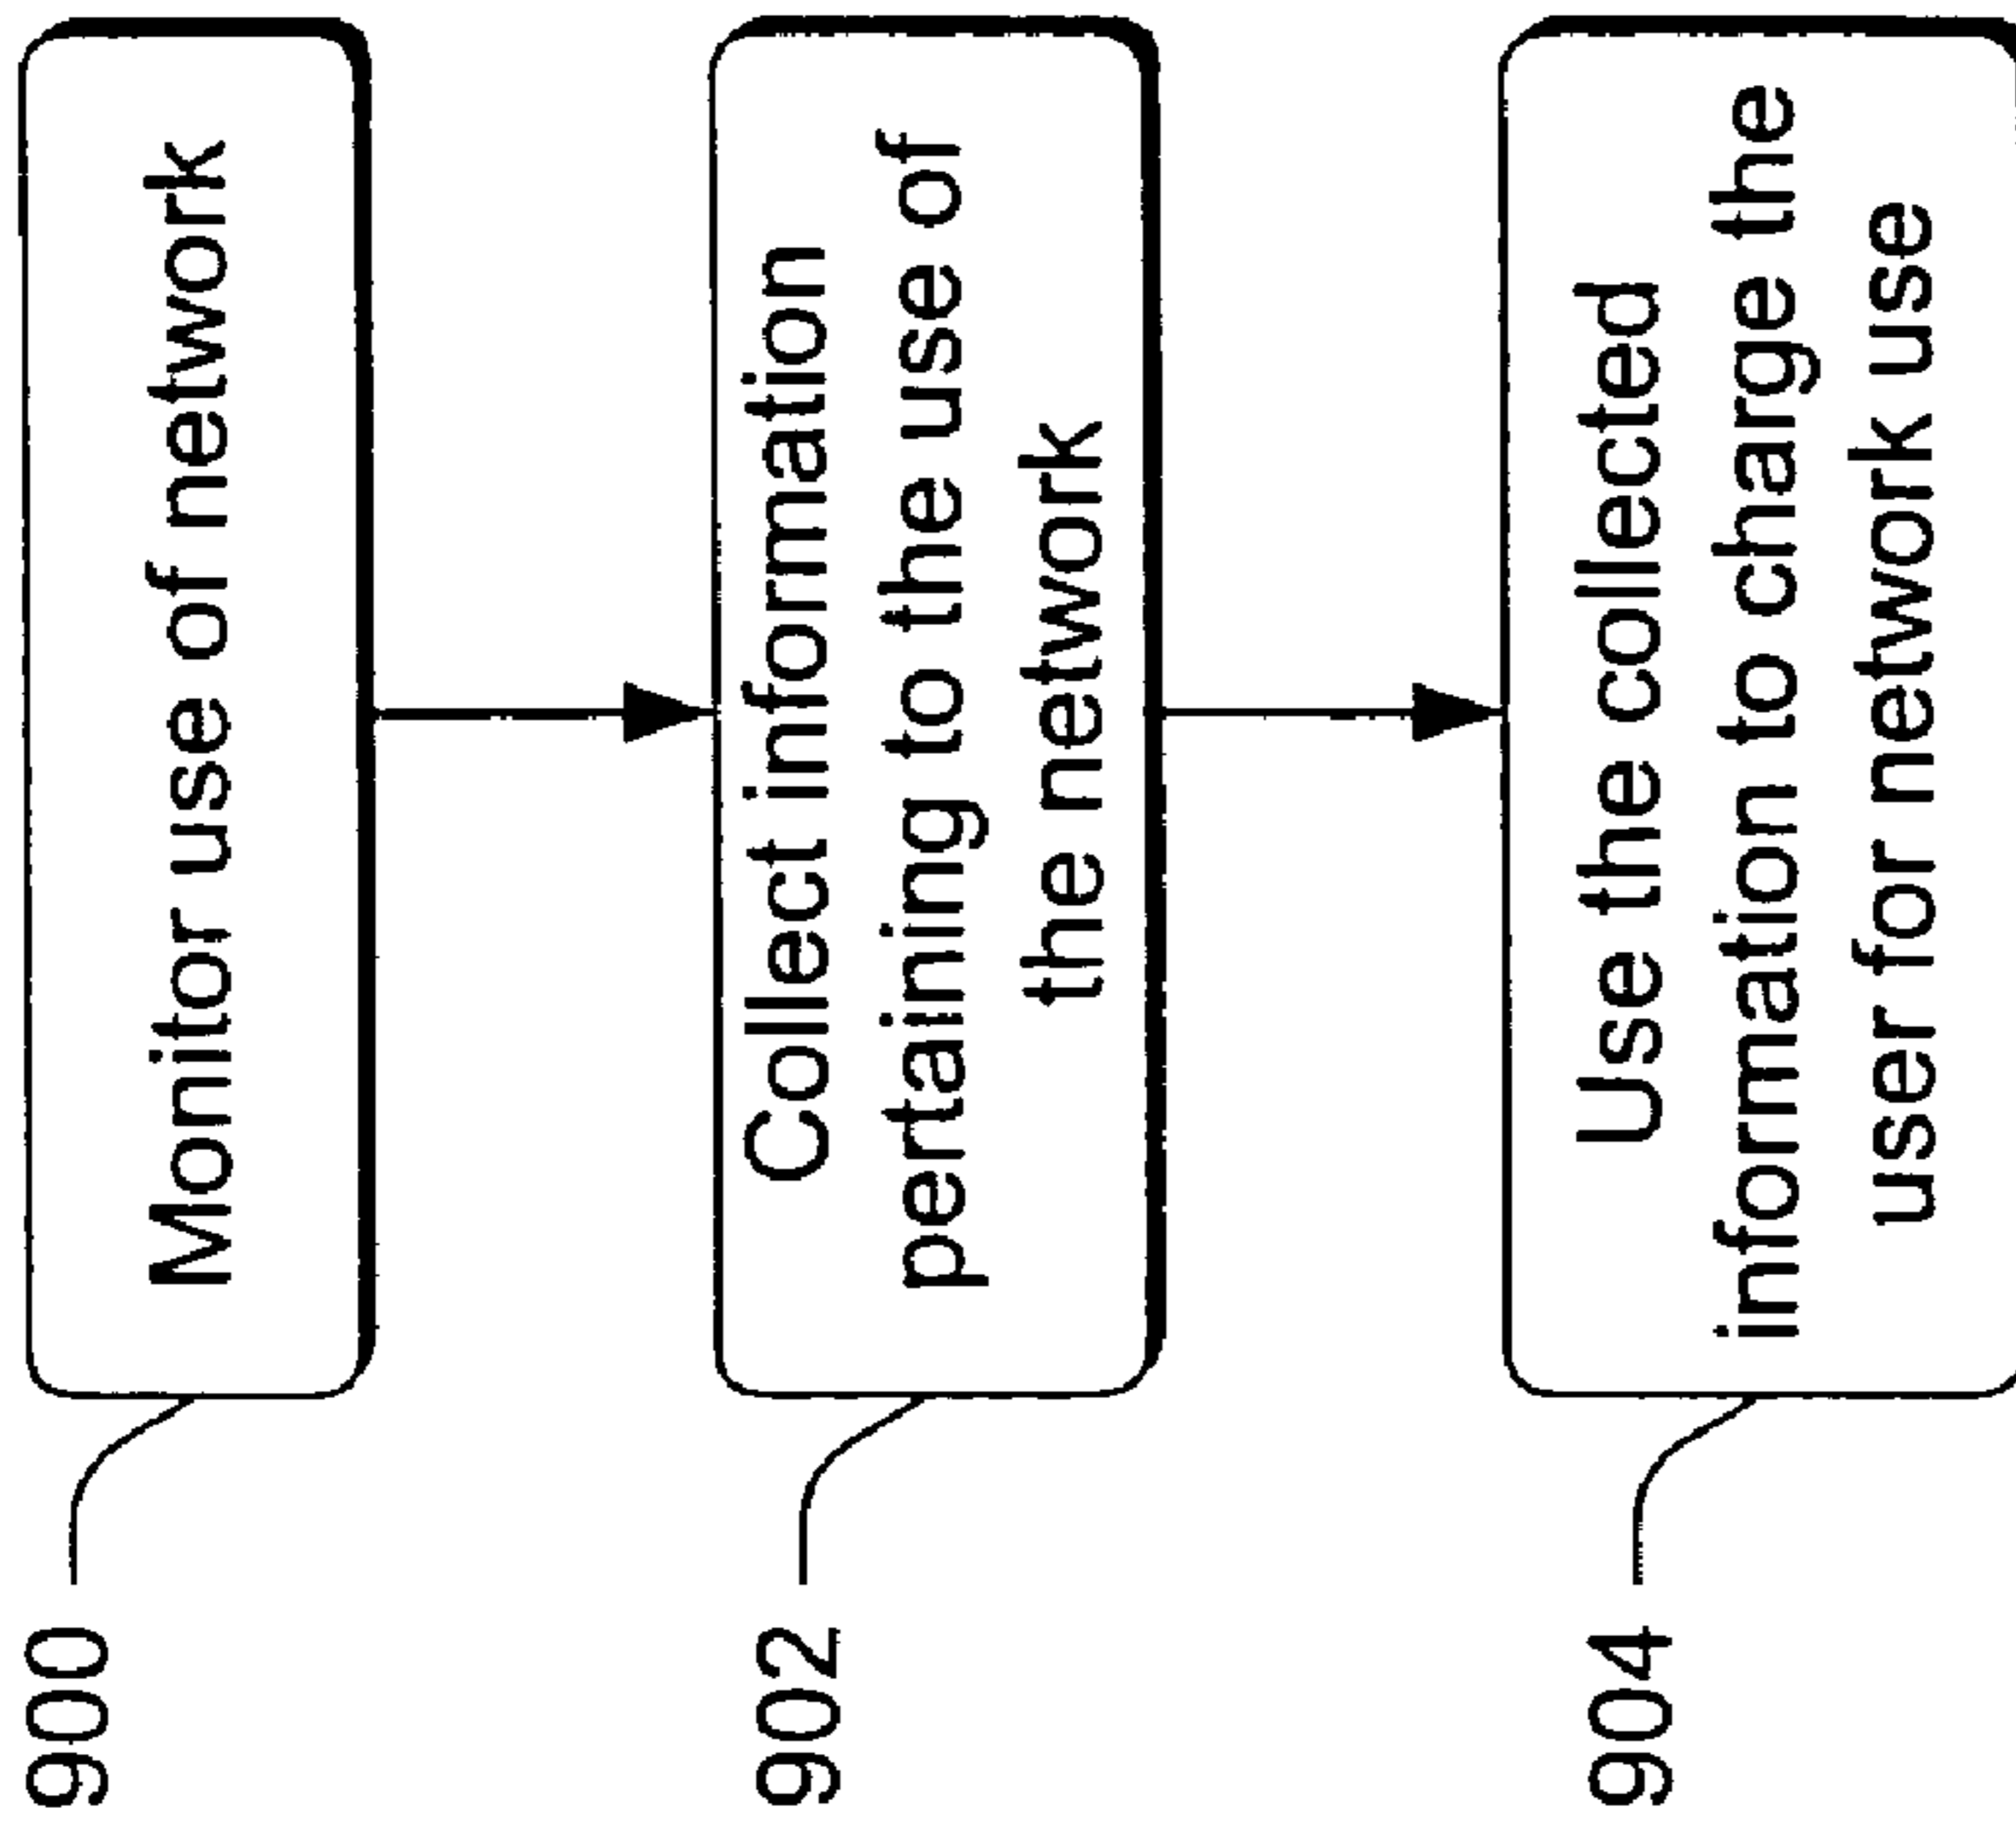 900
Monitor use of network
902
Collect information
pertaining to the use of
the network
904
Use the collected
information to charge the
user for network use